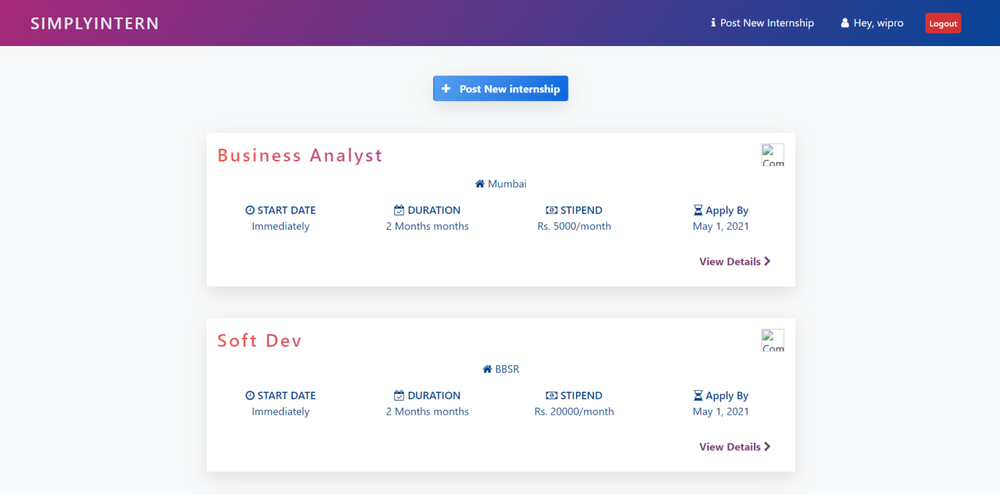 SIMPLYINTERN
Post New Internship
Hey, wipro
Logout
Post New internship
Business Analyst
Com
Mumbai
START DATE DURATION STIPEND Apply By
Immediately 2 Months months Rs. 5000/month May 1, 2021
View Details
Soft Dev
Com
BBSR
START DATE DURATION STIPEND Apply By
Immediately 2 Months months Rs. 20000/month May 1, 2021
View Details